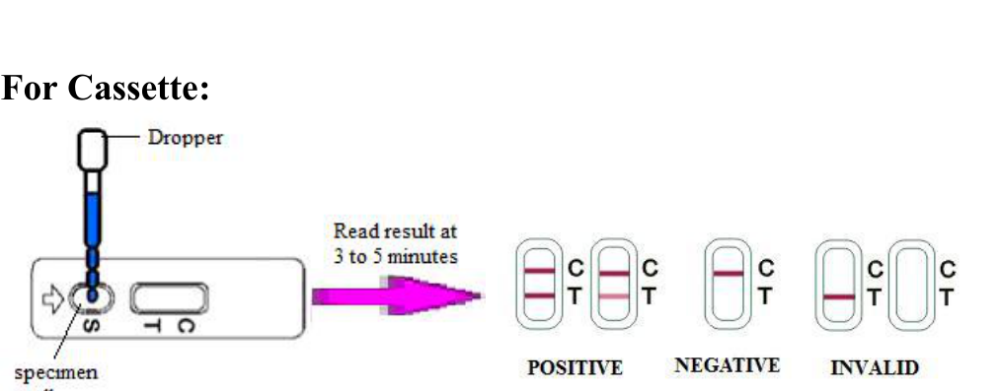 For Cassette:
Dropper
Read result at
3 to 5 minutes
S
T C
specimen
C
T
C
T
C
T
C
T
C
T
POSITIVE
NEGATIVE
INVALID